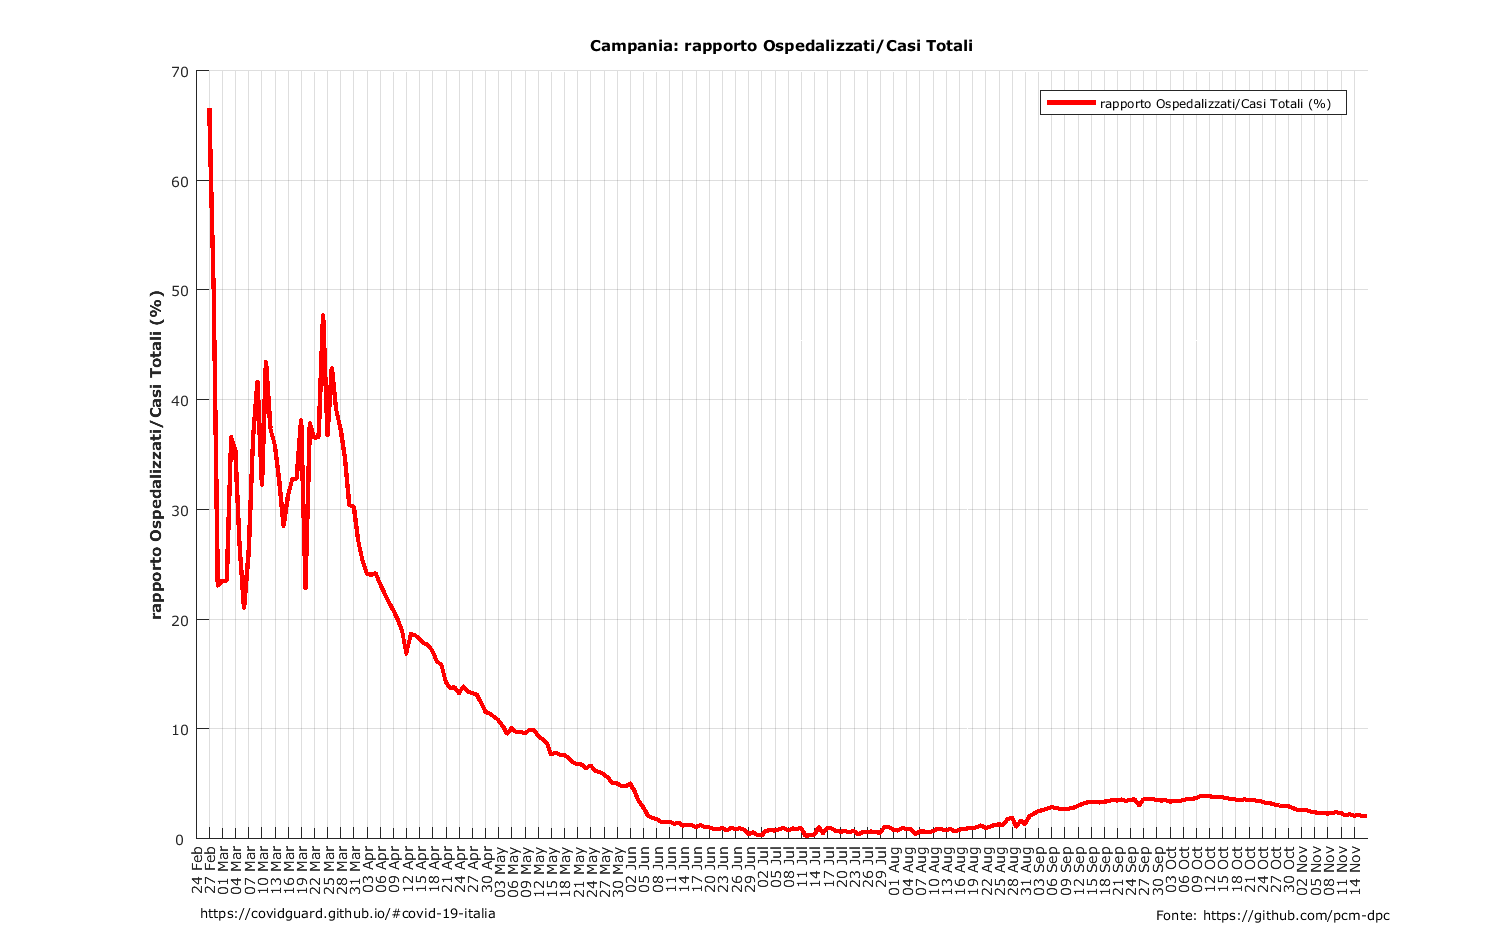 Campania: rapporto Ospedalizzati/Casi Totali
rapporto Ospedalizzati/Casi Totali (%)
rapporto Ospedalizzati/Casi Totali (%)
70
60
50
40
30
20
10
0
24 Feb
27 Feb
01 Mar
04 Mar
07 Mar
10 Mar
13 Mar
16 Mar
19 Mar
22 Mar
25 Mar
28 Mar
31 Mar
03 Apr
06 Apr
09 Apr
12 Apr
15 Apr
18 Apr
21 Apr
24 Apr
27 Apr
30 Apr
03 May
06 May
09 May
12 May
15 May
18 May
21 May
24 May
27 May
30 May
02 Jun
05 Jun
08 Jun
11 Jun
14 Jun
17 Jun
20 Jun
23 Jun
26 Jun
29 Jun
02 Jul
05 Jul
08 Jul
11 Jul
14 Jul
17 Jul
20 Jul
23 Jul
26 Jul
29 Jul
01 Aug
04 Aug
07 Aug
10 Aug
13 Aug
16 Aug
19 Aug
22 Aug
25 Aug
28 Aug
31 Aug
03 Sep
06 Sep
09 Sep
12 Sep
15 Sep
18 Sep
21 Sep
24 Sep
27 Sep
30 Sep
03 Oct
06 Oct
09 Oct
12 Oct
15 Oct
18 Oct
21 Oct
24 Oct
27 Oct
30 Oct
02 Nov
05 Nov
08 Nov
11 Nov
14 Nov
https://covidguard.github.io/#covid-19-italia
Fonte: https://github.com/pcm-dpc